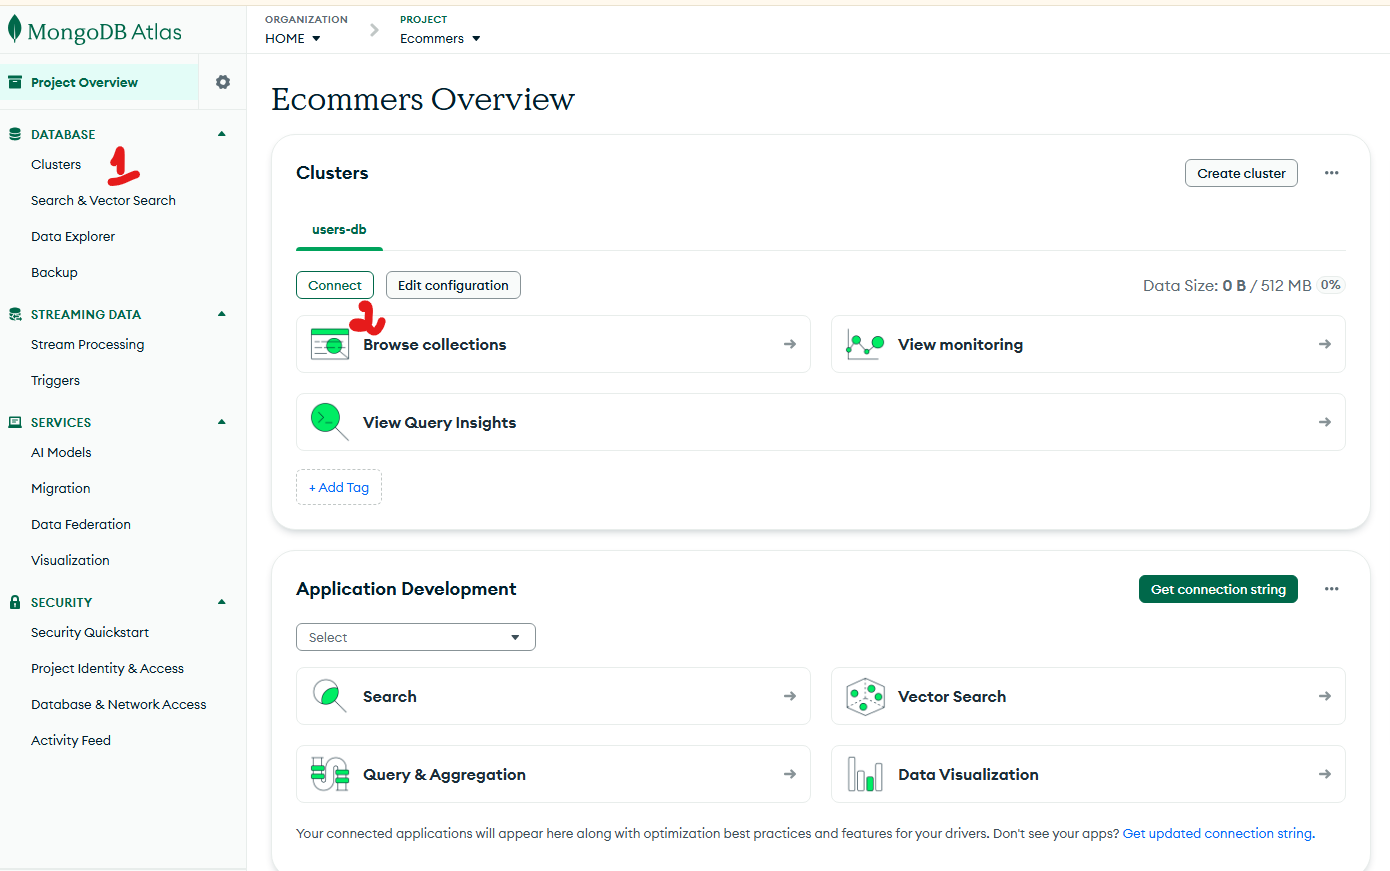 MongoDB Atlas
ORGANIZATION
HOME
PROJECT
Ecommers
Project Overview
DATABASE
Clusters
1
Search & Vector Search
Data Explorer
Backup
STREAMING DATA
Stream Processing
Triggers
SERVICES
AI Models
Migration
Data Federation
Visualization
SECURITY
Security Quickstart
Project Identity & Access
Database & Network Access
Activity Feed
Ecommers Overview
Clusters
Create cluster
users-db
Connect
Edit configuration
Data Size: 0 B / 512 MB 0%
2
Browse collections
View monitoring
View Query Insights
+ Add Tag
Application Development
Get connection string
Select
Search
Vector Search
Query & Aggregation
Data Visualization
Your connected applications will appear here along with optimization best practices and features for your drivers. Don't see your apps? Get updated connection string.